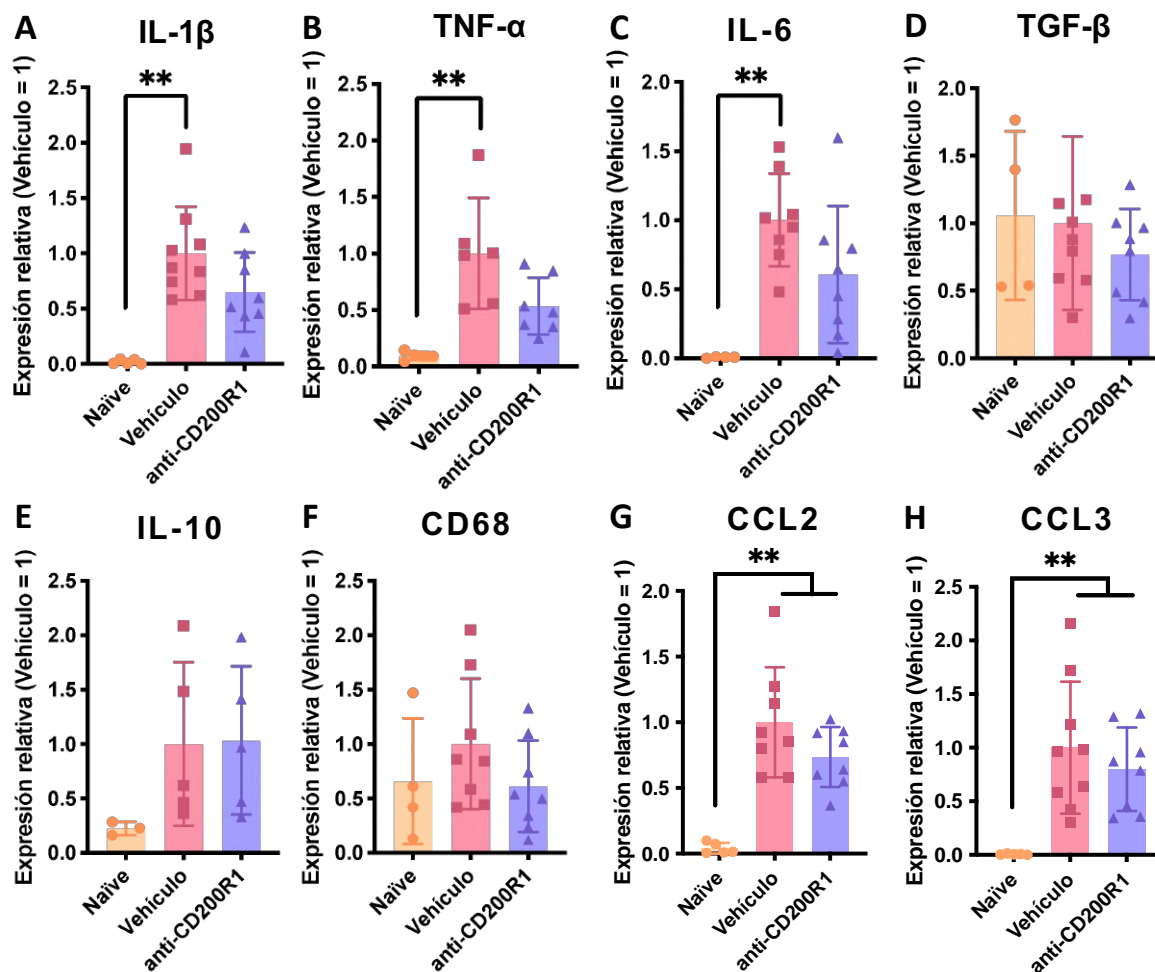 A IL-1β
Expresión relativa (Vehículo = 1)
2.5
2.0
1.5
1.0
0.5
0.0
**
Naïve
Vehículo
anti-CD200R1
B TNF-α
Expresión relativa (Vehículo = 1)
2.5
2.0
1.5
1.0
0.5
0.0
**
Naïve
Vehículo
anti-CD200R1
C IL-6
Expresión relativa (Vehículo = 1)
2.0
1.5
1.0
0.5
0.0
**
Naïve
Vehículo
anti-CD200R1
D TGF-β
Expresión relativa (Vehículo = 1)
2.0
1.5
1.0
0.5
0.0
Naïve
Vehículo
anti-CD200R1
E IL-10
Expresión relativa (Vehículo = 1)
2.5
2.0
1.5
1.0
0.5
0.0
Naïve
Vehículo
anti-CD200R1
F CD68
Expresión relativa (Vehículo = 1)
2.5
2.0
1.5
1.0
0.5
0.0
Naïve
Vehículo
anti-CD200R1
G CCL2
Expresión relativa (Vehículo = 1)
2.0
1.5
1.0
0.5
0.0
**
Naïve
Vehículo
anti-CD200R1
H CCL3
Expresión relativa (Vehículo = 1)
2.5
2.0
1.5
1.0
0.5
0.0
**
Naïve
Vehículo
anti-CD200R1